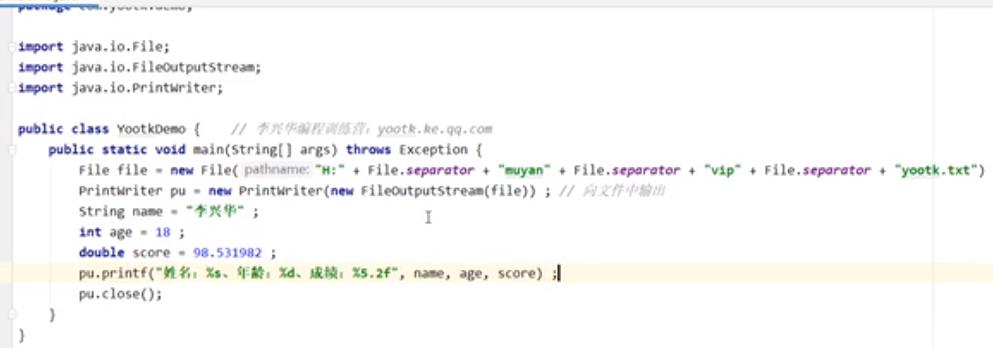 import java.io.File;
import java.io.FileOutputStream;
import java.io.PrintWriter;
public class YootkDemo {    // 李兴华编程训练营：yootk.ke.qq.com
    public static void main(String[] args) throws Exception {
        File file = new File( pathname: "H:" + File.separator + "muyan" + File.separator + "vip" + File.separator + "yootk.txt")
        PrintWriter pu = new PrintWriter(new FileOutputStream(file)) ; // 向文件中输出
        String name = "李兴华" ;
        int age = 18 ;
        double score = 98.531982 ;
        pu.printf("姓名：%s、年龄：%d、成绩：%5.2f", name, age, score) ;
        pu.close();
    }
}